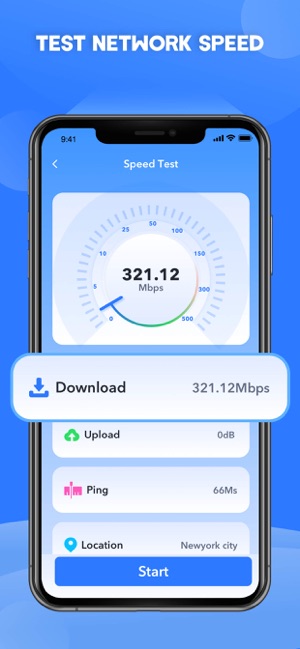 TEST NETWORK SPEED
9:41
Speed Test
50
25
100
10
150
321.12
Mbps
5
300
0
500
Download 321.12Mbps
Upload 0dB
Ping 66Ms
Location Newyork city
Start